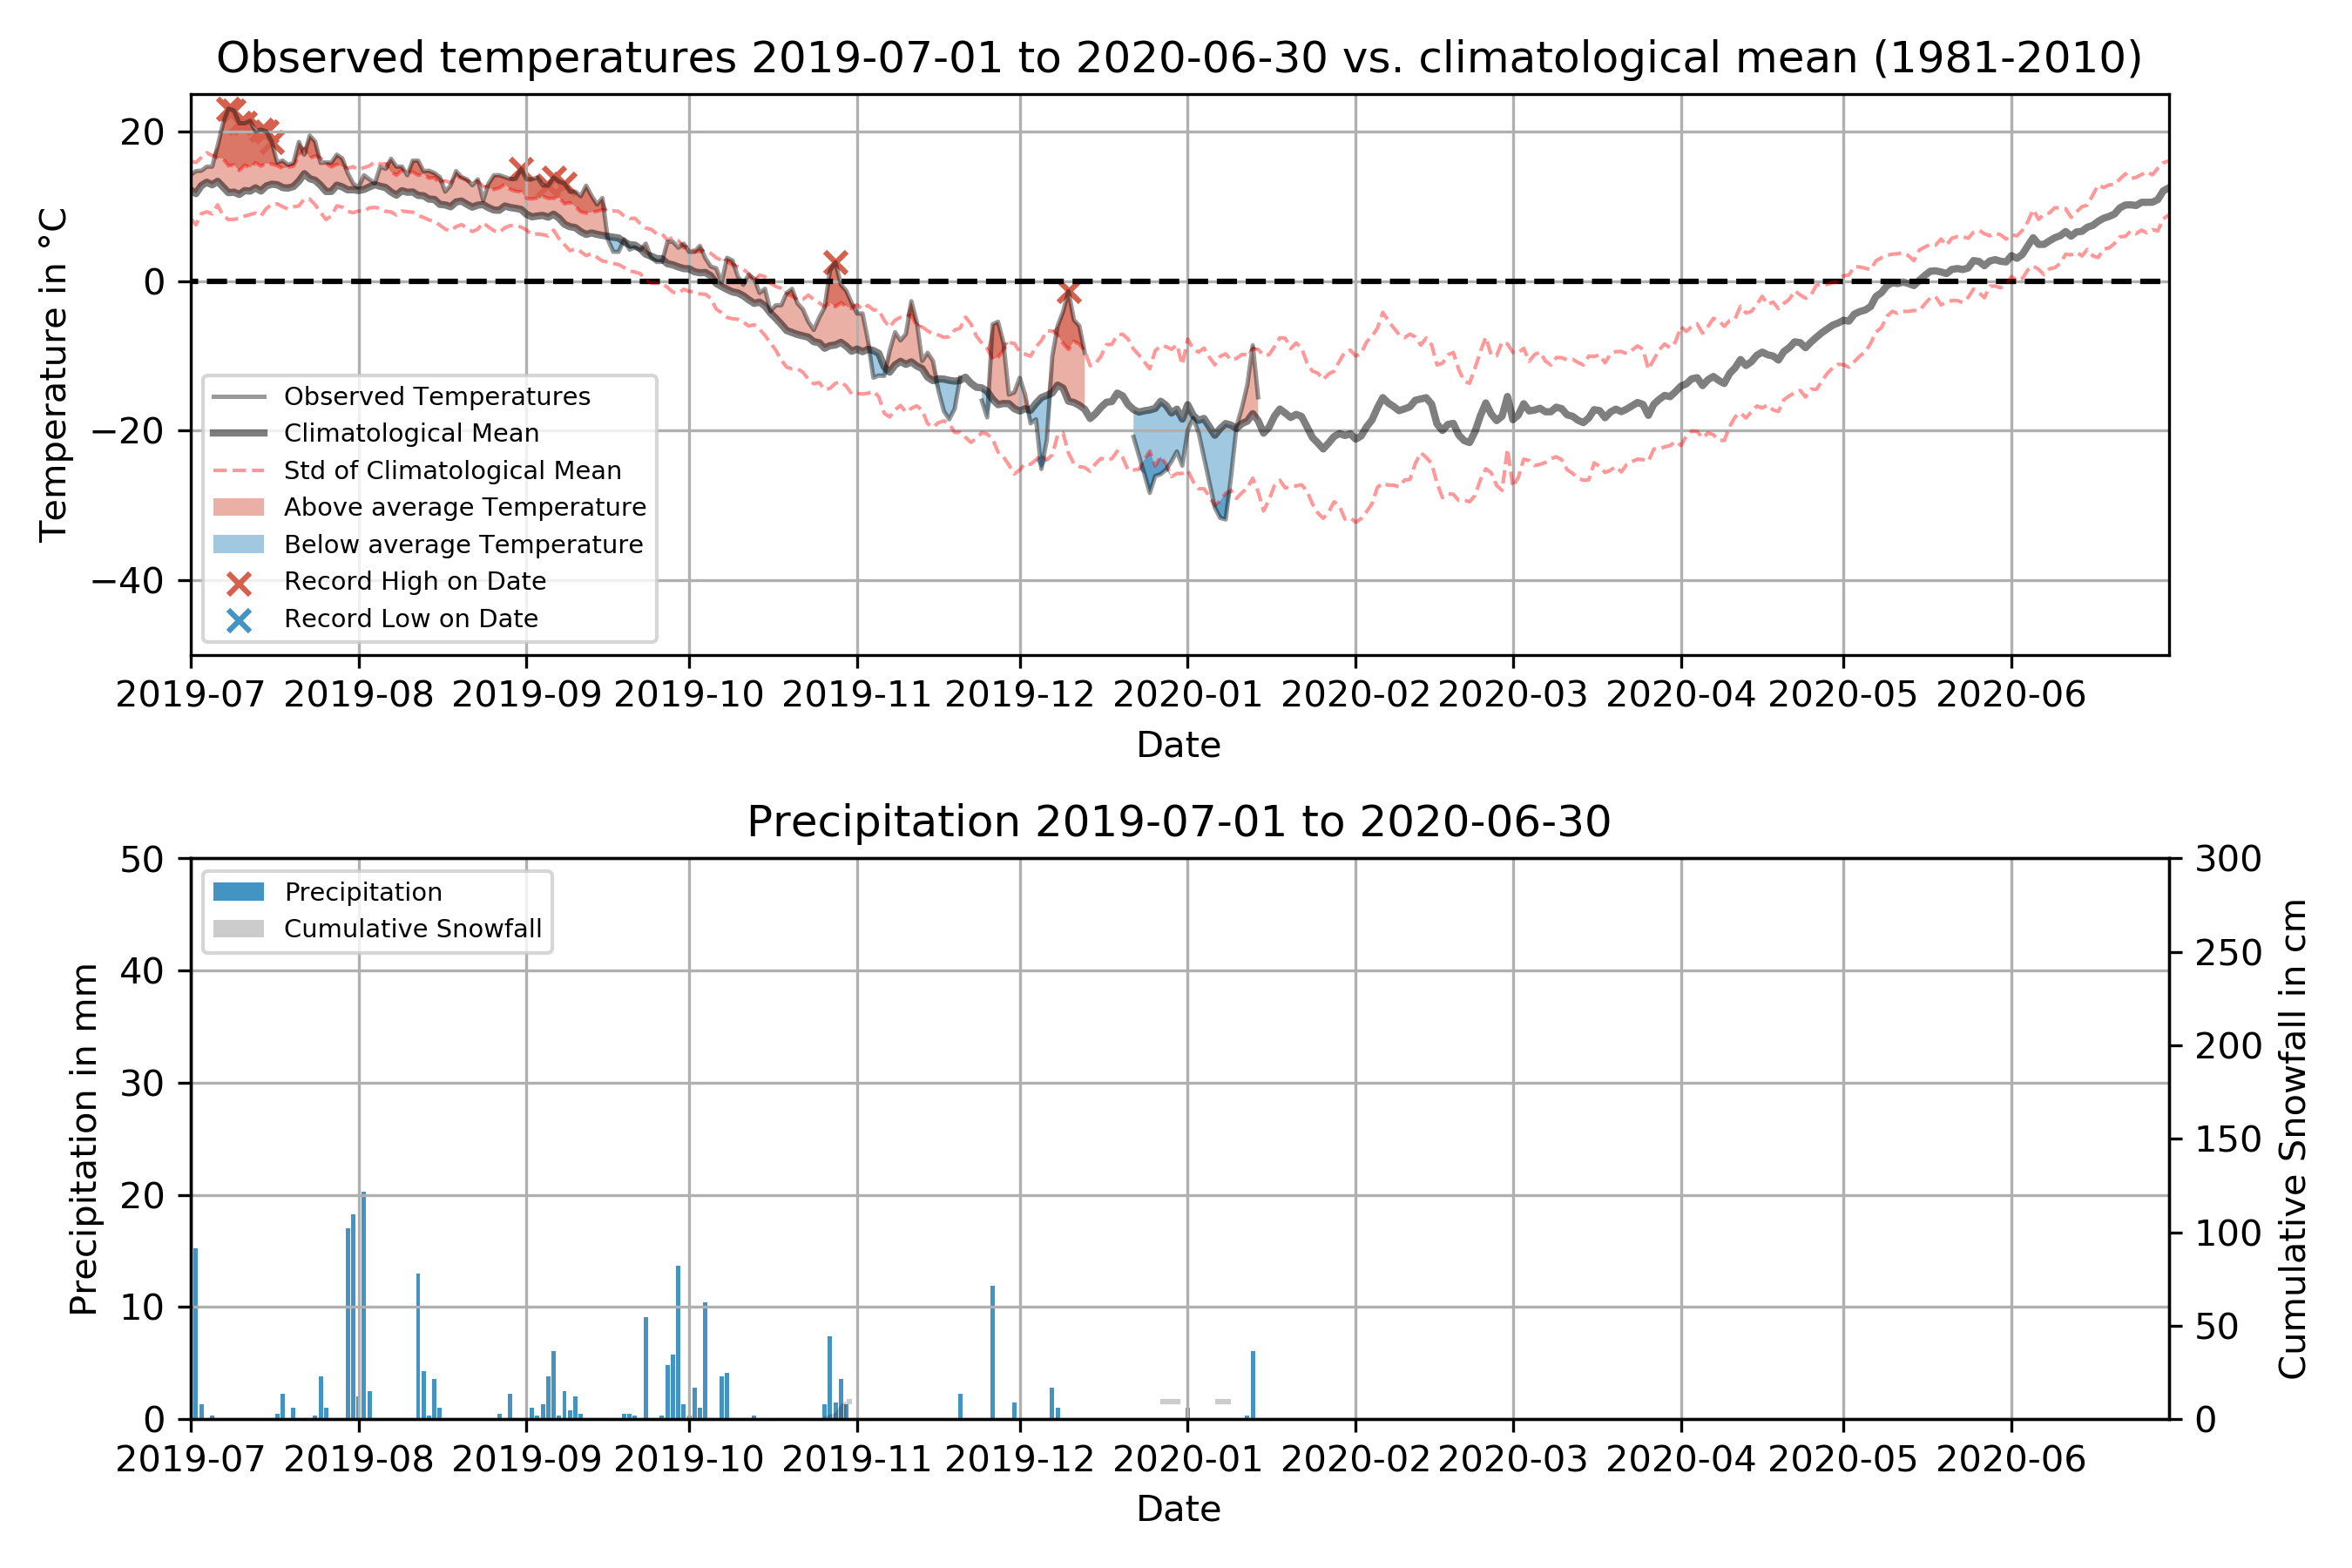 Observed temperatures 2019-07-01 to 2020-06-30 vs. climatological mean (1981-2010)
Temperature in °C
20
0
−20
−40
Observed Temperatures
Climatological Mean
Std of Climatological Mean
Above average Temperature
Below average Temperature
Record High on Date
Record Low on Date
2019-07 2019-08 2019-09 2019-10 2019-11 2019-12 2020-01 2020-02 2020-03 2020-04 2020-05 2020-06
Date
Precipitation 2019-07-01 to 2020-06-30
Precipitation in mm
50
40
30
20
10
0
Precipitation
Cumulative Snowfall
300
250
200
150
100
50
0
Cumulative Snowfall in cm
2019-07 2019-08 2019-09 2019-10 2019-11 2019-12 2020-01 2020-02 2020-03 2020-04 2020-05 2020-06
Date